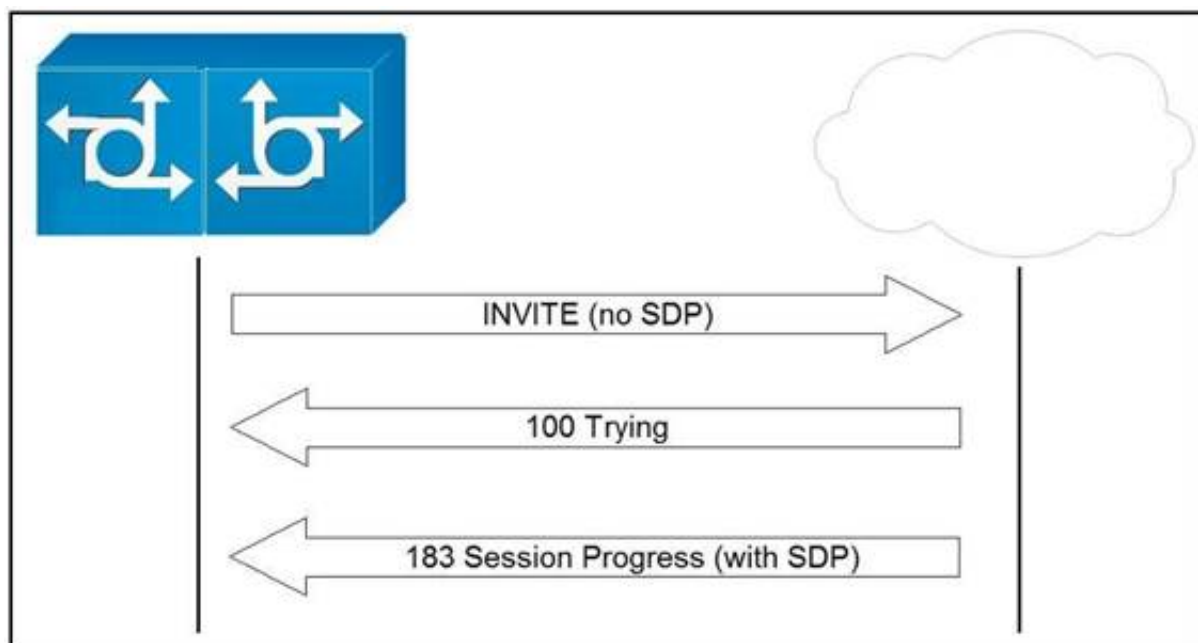 INVITE (no SDP)
100 Trying
183 Session Progress (with SDP)